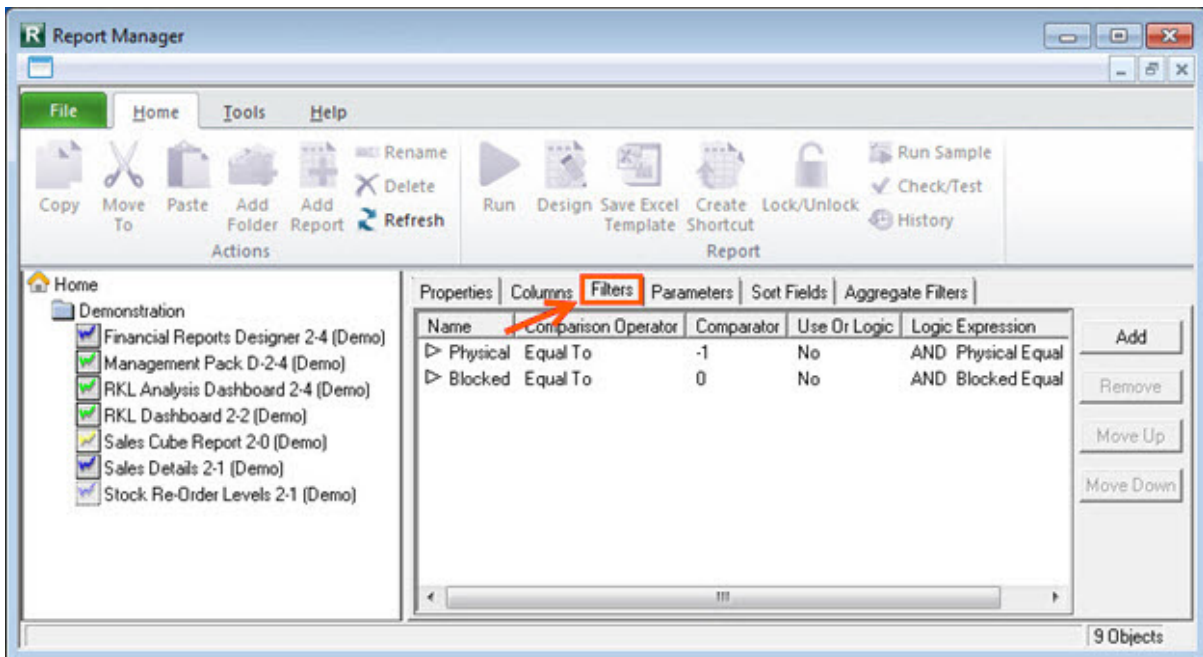 Report Manager
File Home Tools Help
Copy Move To Paste Add Folder Add Report Rename Delete Refresh
Actions
Run Design Save Excel Template Create Shortcut Lock/Unlock Run Sample Check/Test History
Report
Home
Demonstration
Financial Reports Designer 2-4 (Demo)
Management Pack D-2-4 (Demo)
RKL Analysis Dashboard 2-4 (Demo)
RKL Dashboard 2-2 (Demo)
Sales Cube Report 2-0 (Demo)
Sales Details 2-1 (Demo)
Stock Re-Order Levels 2-1 (Demo)
Properties Columns Filters Parameters Sort Fields Aggregate Filters
Name Comparison Operator Comparator Use Or Logic Logic Expression
Physical Equal To -1 No AND Physical Equal
Blocked Equal To 0 No AND Blocked Equal
Add
Remove
Move Up
Move Down
9 Objects